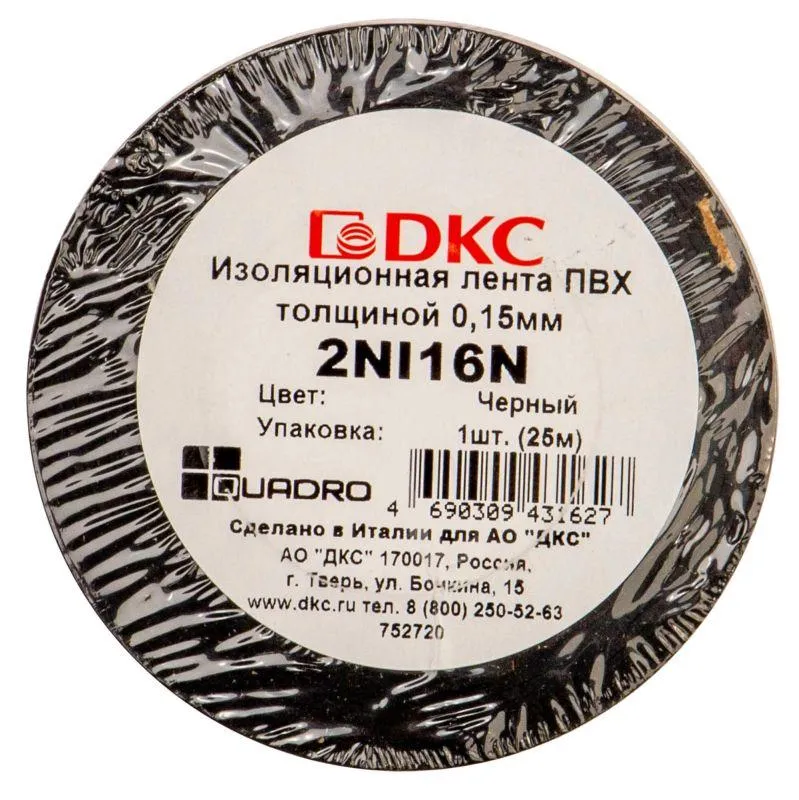 DKC
Изоляционная лента ПВХ
толщиной 0,15мм
2NI16N
Цвет: Черный
Упаковка: 1шт. (25м)
QUADRO
4 690309 431627
Сделано в Италии для АО "ДКС"
АО "ДКС" 170017, Россия,
г. Тверь, ул. Бочкина, 15
www.dkc.ru тел. 8 (800) 250-52-63
752720